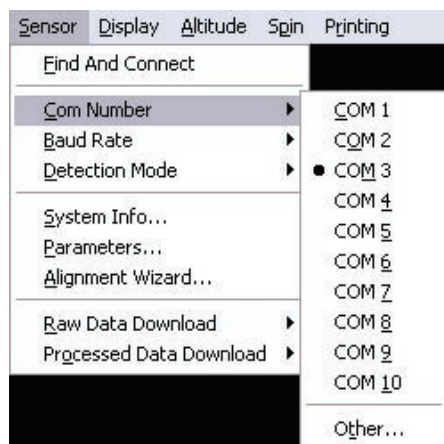 Sensor Display Altitude Spin Printing
Find And Connect
Com Number
Baud Rate
Detection Mode
System Info...
Parameters...
Alignment Wizard...
Raw Data Download
Processed Data Download
COM 1
COM 2
COM 3
COM 4
COM 5
COM 6
COM 7
COM 8
COM 9
COM 10
Other...